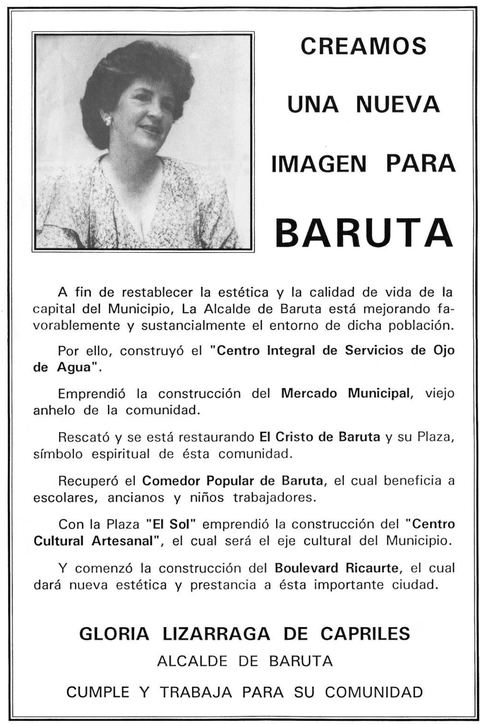 CREAMOS
UNA NUEVA
IMAGEN PARA
BARUTA
A fin de restablecer la estética y la calidad de vida de la
capital del Municipio, La Alcalde de Baruta está mejorando fa-
vorablemente y sustancialmente el entorno de dicha población.
Por ello, construyó el "Centro Integral de Servicios de Ojo
de Agua".
Emprendió la construcción del Mercado Municipal, viejo
anhelo de la comunidad.
Rescató y se está restaurando El Cristo de Baruta y su Plaza,
símbolo espiritual de ésta comunidad.
Recuperó el Comedor Popular de Baruta, el cual beneficia a
escolares, ancianos y niños trabajadores.
Con la Plaza "El Sol" emprendió la construcción del "Centro
Cultural Artesanal", el cual será el eje cultural del Municipio.
Y comenzó la construcción del Boulevard Ricaurte, el cual
dará nueva estética y prestancia a ésta importante ciudad.
GLORIA LIZARRAGA DE CAPRILES
ALCALDE DE BARUTA
CUMPLE Y TRABAJA PARA SU COMUNIDAD